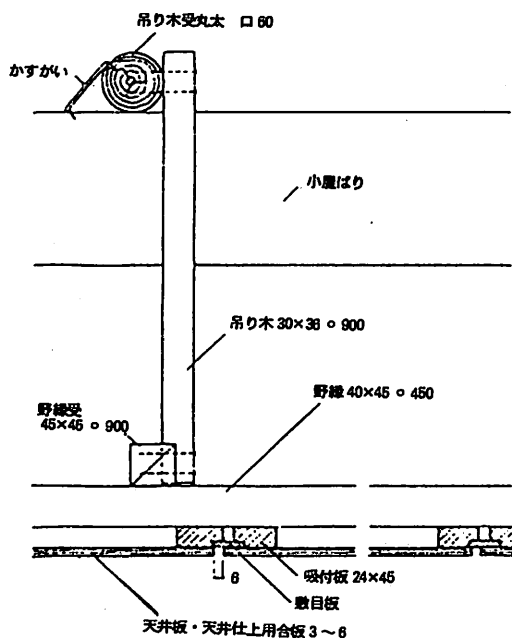 吊り木受丸太 口 60
かすがい
小屋ばり
吊り木 30×36 ○ 900
野縁 40×45 ○ 450
野縁受
45×45 ○ 900
吸付板 24×45
6
敷目板
天井板・天井仕上用合板 3～6